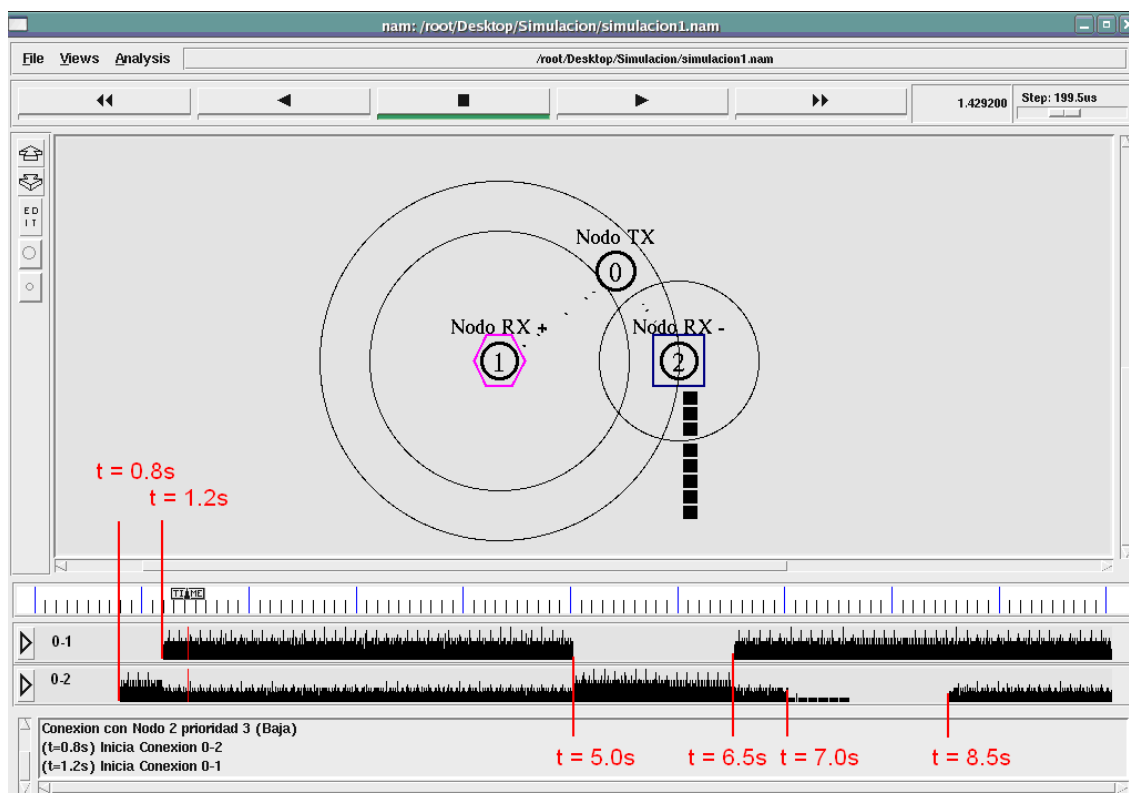 nam: /root/Desktop/Simulacion/simulacion1.nam
File Views Analysis /root/Desktop/Simulacion/simulacion1.nam
1.429200 Step: 199.5us
ED
IT
Nodo TX
0
Nodo RX + Nodo RX -
1 2
t = 0.8s
t = 1.2s
TIME
0-1
0-2
Conexion con Nodo 2 prioridad 3 (Baja)
(t=0.8s) Inicia Conexion 0-2
(t=1.2s) Inicia Conexion 0-1
t = 5.0s t = 6.5s t = 7.0s t = 8.5s